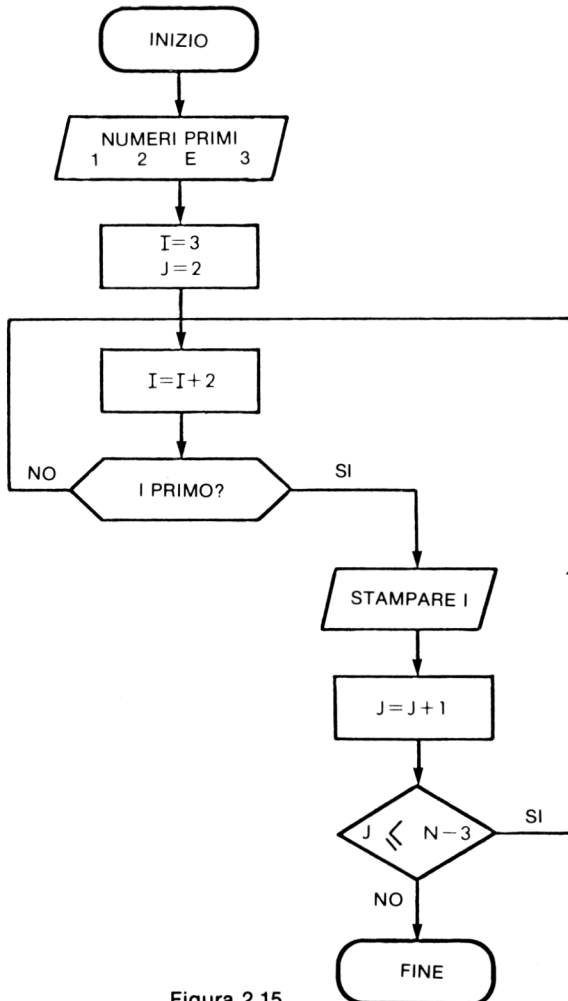 INIZIO
NUMERI PRIMI
1 2 E 3
I=3
J=2
I=I+2
NO
I PRIMO?
SI
STAMPARE I
J=J+1
J ≤ N-3
SI
NO
FINE
Figura 2.15